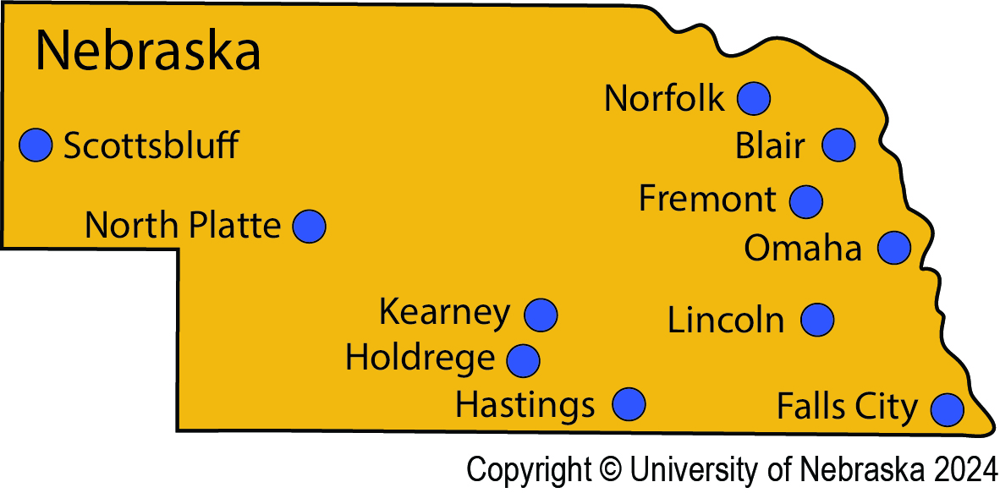 Nebraska
Norfolk
Scottsbluff
Blair
Fremont
North Platte
Omaha
Kearney
Lincoln
Holdrege
Hastings
Falls City
Copyright © University of Nebraska 2024